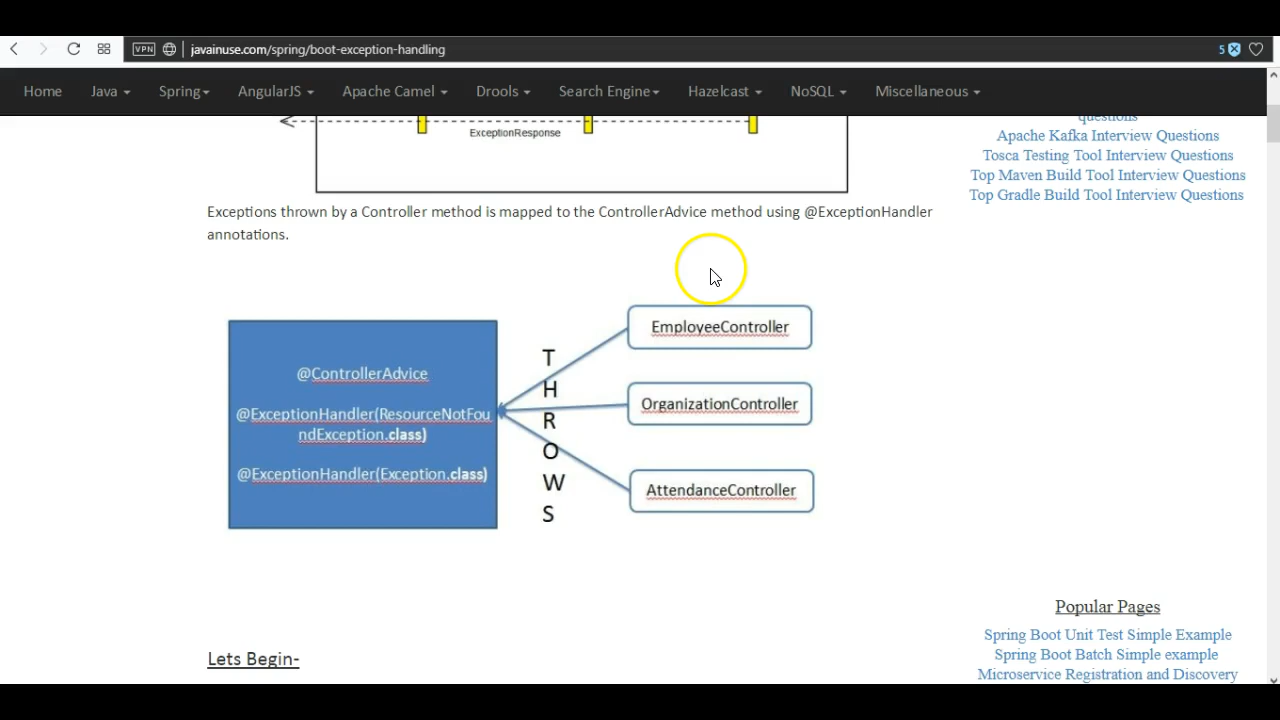 VPN javainuse.com/spring/boot-exception-handling 5
Home Java Spring AngularJS Apache Camel Drools Search Engine Hazelcast NoSQL Miscellaneous
ExceptionResponse
questions
Apache Kafka Interview Questions
Tosca Testing Tool Interview Questions
Top Maven Build Tool Interview Questions
Top Gradle Build Tool Interview Questions
Exceptions thrown by a Controller method is mapped to the ControllerAdvice method using @ExceptionHandler
annotations.
@ControllerAdvice
@ExceptionHandler(ResourceNotFou
ndException.class)
@ExceptionHandler(Exception.class)
T
H
R
O
W
S
EmployeeController
OrganizationController
AttendanceController
Lets Begin-
Popular Pages
Spring Boot Unit Test Simple Example
Spring Boot Batch Simple example
Microservice Registration and Discovery